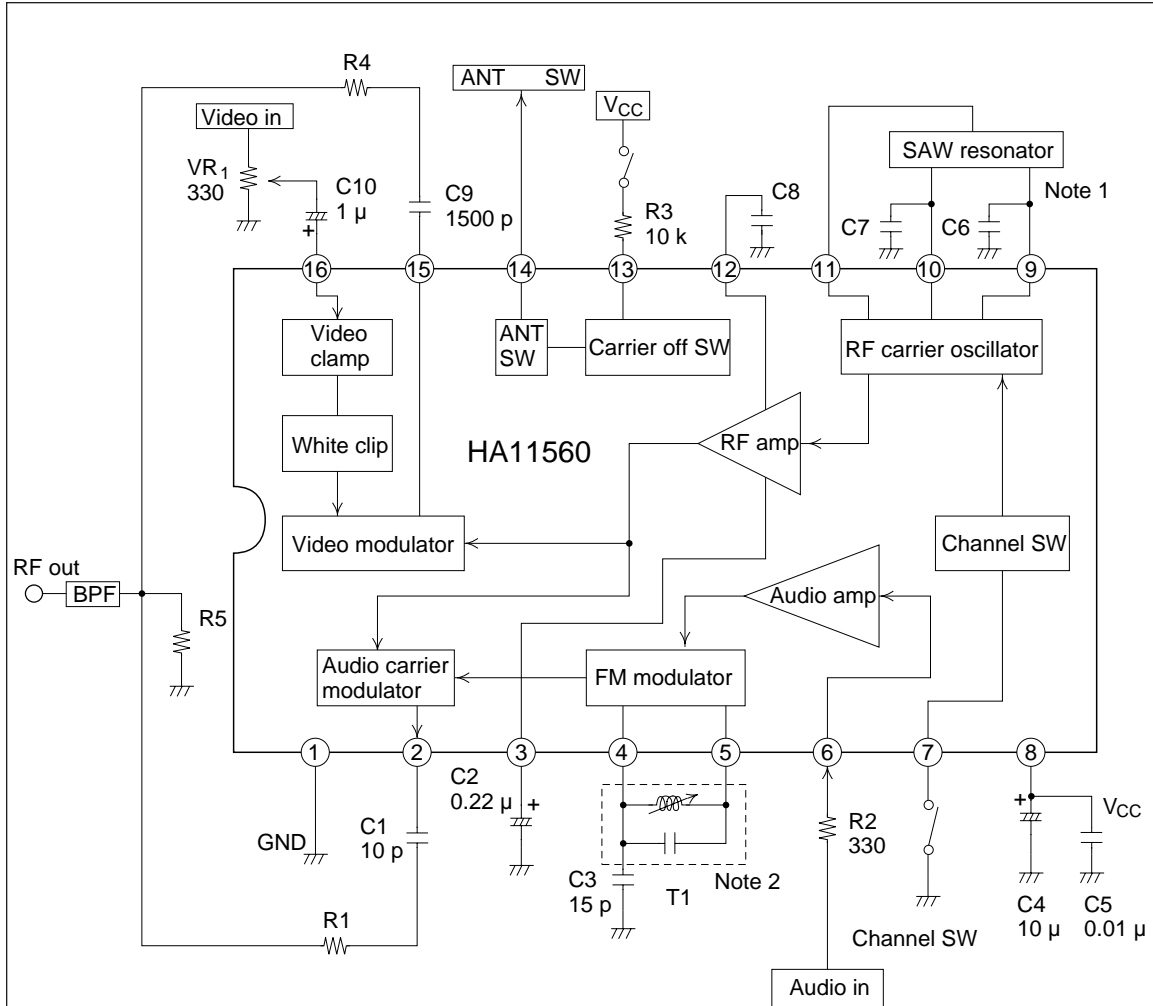 R4
ANT SW
VCC
Video in
SAW resonator
VR1
330
C10
1 µ
C9
1500 p
R3
10 k
C8
C7
C6
Note 1
16
15
14
13
12
11
10
9
Video
clamp
ANT
SW
Carrier off SW
RF carrier oscillator
White clip
HA11560
RF amp
Video modulator
Channel SW
RF out
BPF
R5
Audio amp
Audio carrier
modulator
FM modulator
1
2
3
4
5
6
7
8
GND
C1
10 p
C2
0.22 µ
+
+
C3
15 p
T1
Note 2
R2
330
+
VCC
C4
10 µ
C5
0.01 µ
R1
Channel SW
Audio in